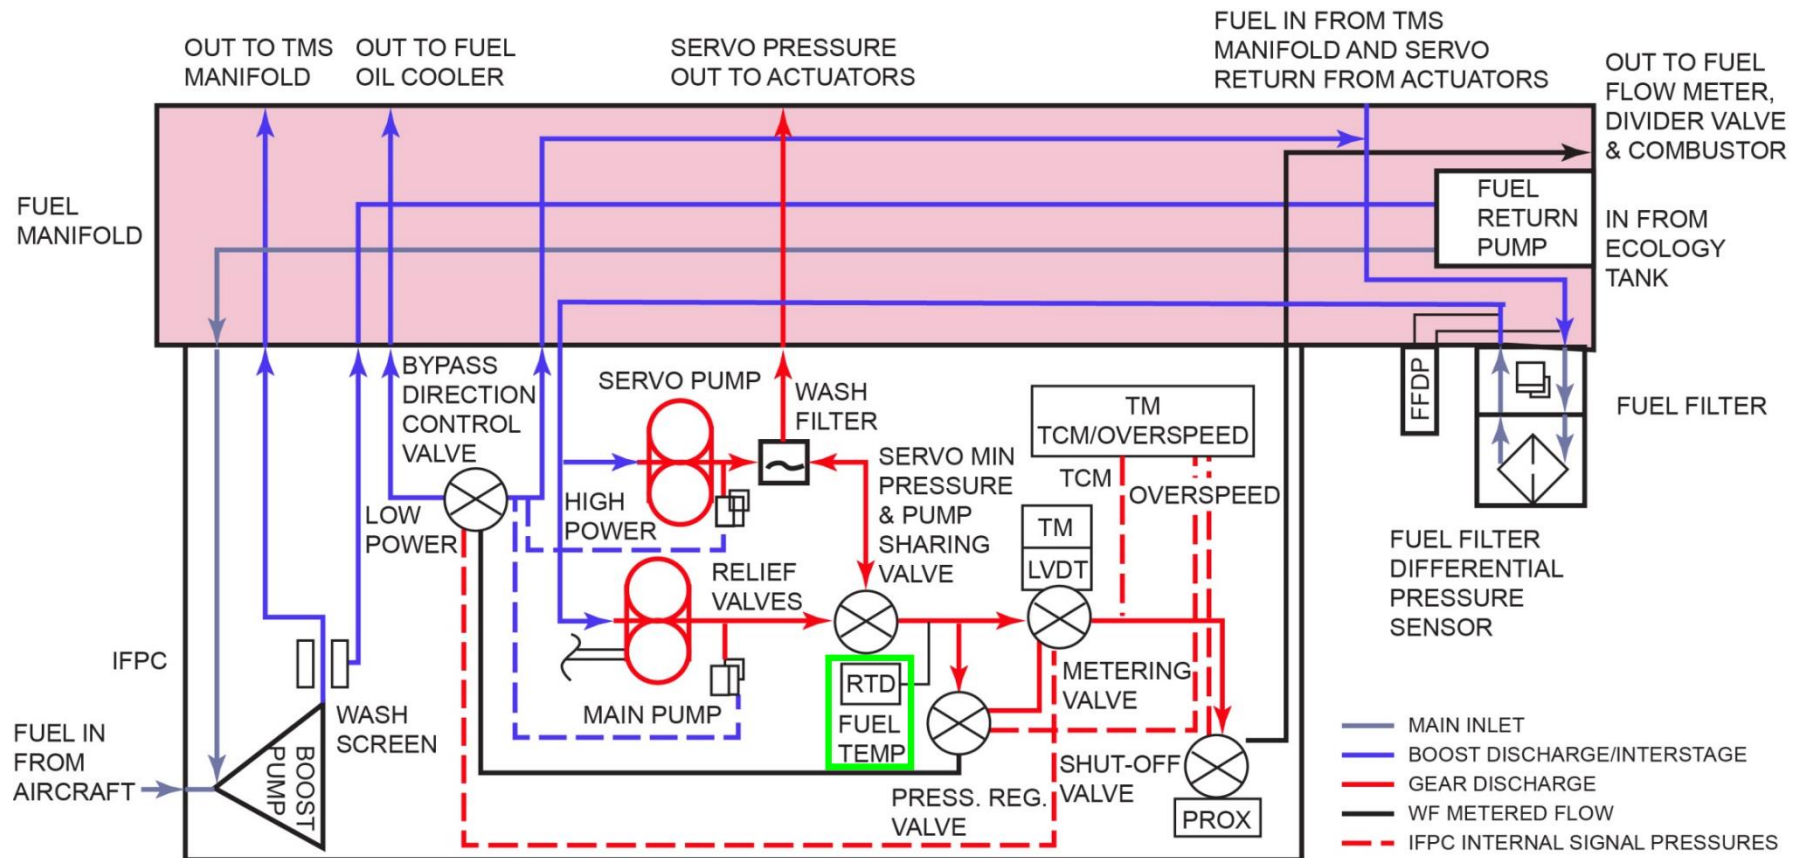 OUT TO TMS
MANIFOLD
OUT TO FUEL
OIL COOLER
SERVO PRESSURE
OUT TO ACTUATORS
FUEL IN FROM TMS
MANIFOLD AND SERVO
RETURN FROM ACTUATORS
OUT TO FUEL
FLOW METER,
DIVIDER VALVE
& COMBUSTOR
FUEL
MANIFOLD
FUEL
RETURN
PUMP
IN FROM
ECOLOGY
TANK
BYPASS
DIRECTION
CONTROL
VALVE
SERVO PUMP
WASH
FILTER
TM
TCM/OVERSPEED
FFDP
FUEL FILTER
SERVO MIN
PRESSURE
& PUMP
SHARING
VALVE
TCM
OVERSPEED
LOW
POWER
HIGH
POWER
TM
LVDT
FUEL FILTER
DIFFERENTIAL
PRESSURE
SENSOR
RELIEF
VALVES
IFPC
RTD
FUEL
TEMP
METERING
VALVE
MAIN PUMP
WASH
SCREEN
FUEL IN
FROM
AIRCRAFT
BOOST
PUMP
PRESS. REG.
VALVE
SHUT-OFF
VALVE
PROX
MAIN INLET
BOOST DISCHARGE/INTERSTAGE
GEAR DISCHARGE
WF METERED FLOW
IFPC INTERNAL SIGNAL PRESSURES